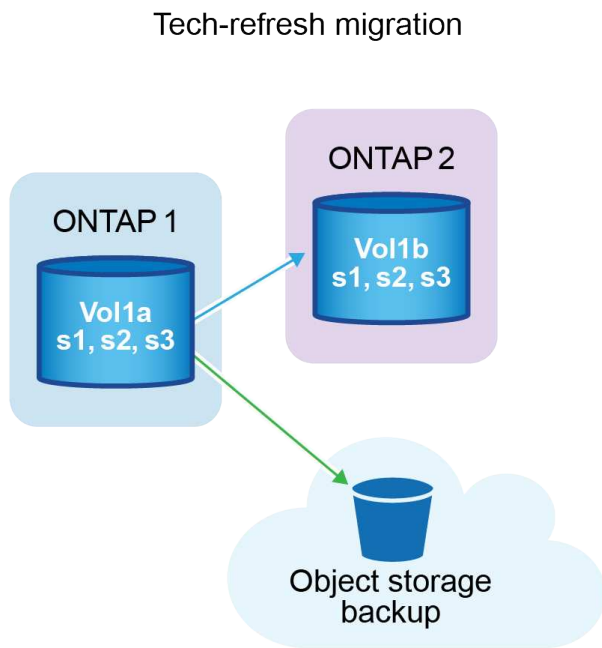 Tech-refresh migration
ONTAP 1
Vol1a
s1, s2, s3
ONTAP 2
Vol1b
s1, s2, s3
Object storage
backup